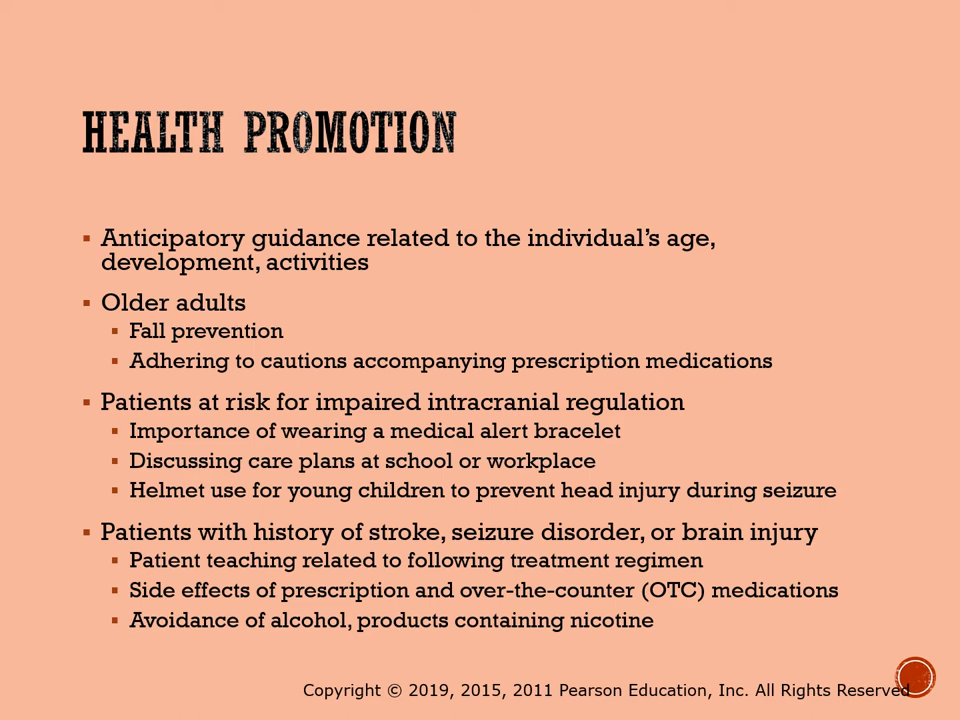 HEALTH PROMOTION
▪ Anticipatory guidance related to the individual’s age,
development, activities
▪ Older adults
▪ Fall prevention
▪ Adhering to cautions accompanying prescription medications
▪ Patients at risk for impaired intracranial regulation
▪ Importance of wearing a medical alert bracelet
▪ Discussing care plans at school or workplace
▪ Helmet use for young children to prevent head injury during seizure
▪ Patients with history of stroke, seizure disorder, or brain injury
▪ Patient teaching related to following treatment regimen
▪ Side effects of prescription and over-the-counter (OTC) medications
▪ Avoidance of alcohol, products containing nicotine
Copyright © 2019, 2015, 2011 Pearson Education, Inc. All Rights Reserved